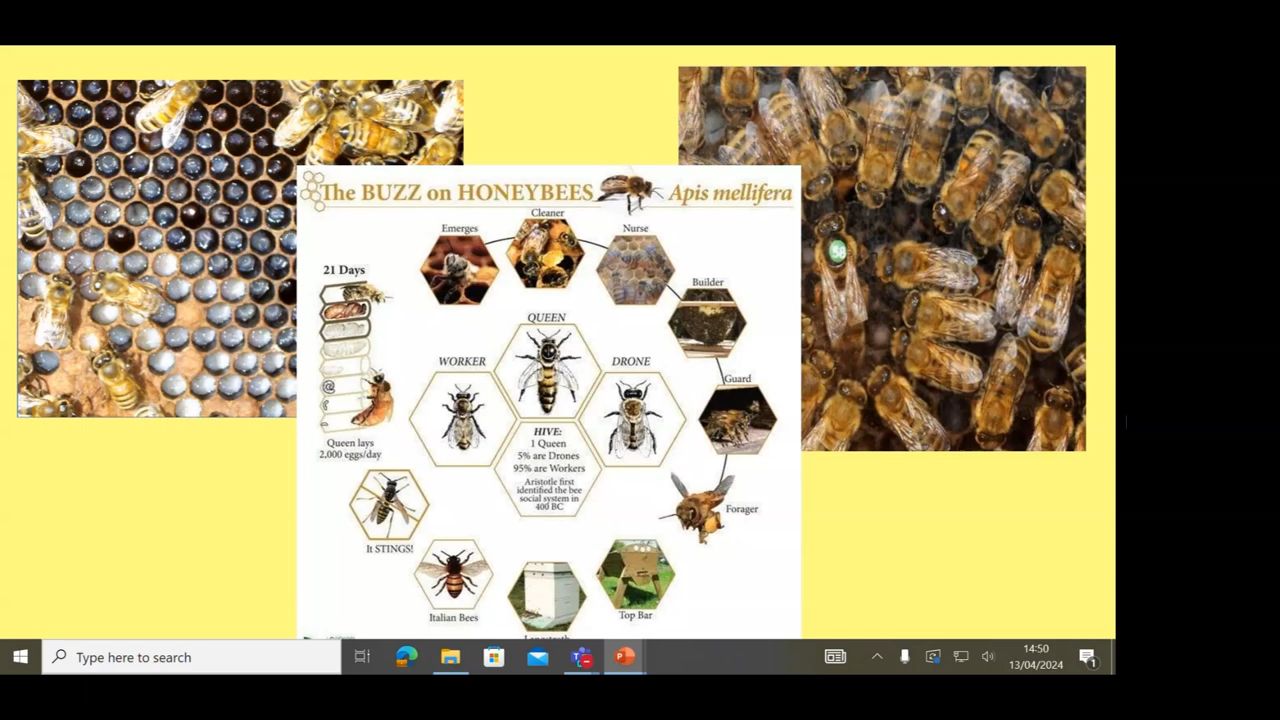 The BUZZ on HONEYBEES
Apis mellifera
Cleaner
Emerges
Nurse
21 Days
Builder
QUEEN
WORKER
DRONE
Guard
HIVE:
1 Queen
5% are Drones
95% are Workers
Aristotle first
identified the bee
social system in
400 BC
Queen lays
2,000 eggs/day
Forager
It STINGS!
Italian Bees
Top Bar
Type here to search
14:50
13/04/2024
1